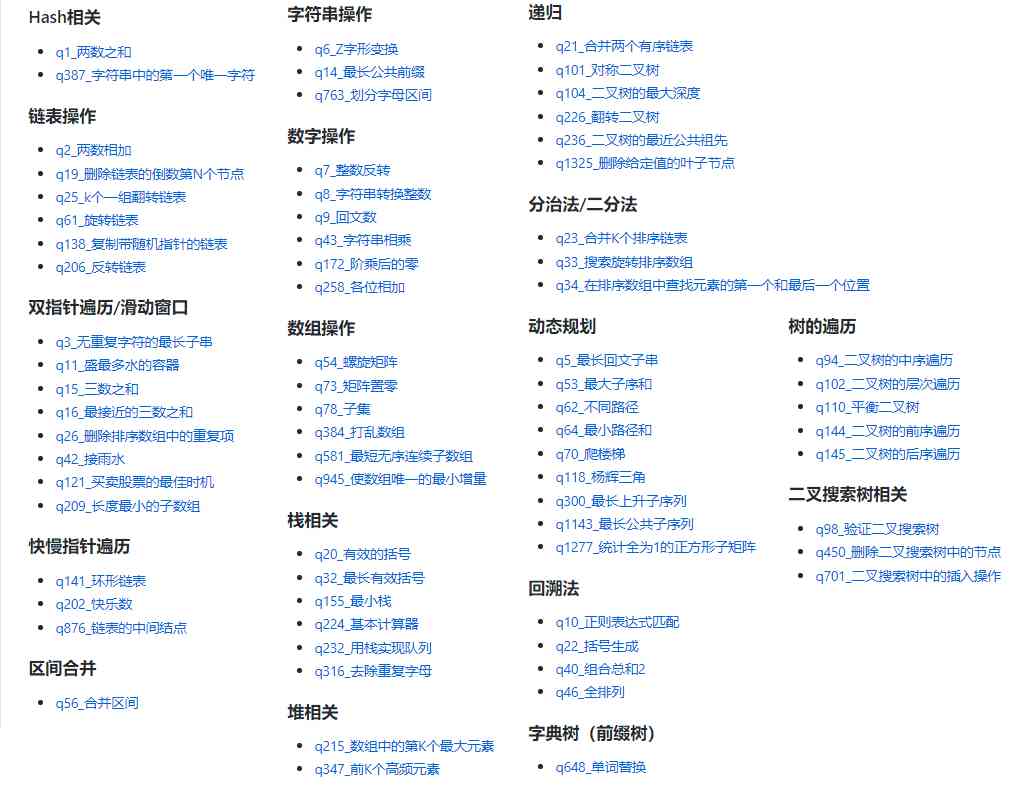 Hash相关
q1_两数之和
q387_字符串中的第一个唯一字符
链表操作
q2_两数相加
q19_删除链表的倒数第N个节点
q25_k个一组翻转链表
q61_旋转链表
q138_复制带随机指针的链表
q206_反转链表
双指针遍历/滑动窗口
q3_无重复字符的最长子串
q11_盛最多水的容器
q15_三数之和
q16_最接近的三数之和
q26_删除排序数组中的重复项
q42_接雨水
q121_买卖股票的最佳时机
q209_长度最小的子数组
快慢指针遍历
q141_环形链表
q202_快乐数
q876_链表的中间结点
区间合并
q56_合并区间
字符串操作
q6_Z字形变换
q14_最长公共前缀
q763_划分字母区间
数字操作
q7_整数反转
q8_字符串转换整数
q9_回文数
q43_字符串相乘
q172_阶乘后的零
q258_各位相加
数组操作
q54_螺旋矩阵
q73_矩阵置零
q78_子集
q384_打乱数组
q581_最短无序连续子数组
q945_使数组唯一的最小增量
栈相关
q20_有效的括号
q32_最长有效括号
q155_最小栈
q224_基本计算器
q232_用栈实现队列
q316_去除重复字母
堆相关
q215_数组中的第K个最大元素
q347_前K个高频元素
递归
q21_合并两个有序链表
q101_对称二叉树
q104_二叉树的最大深度
q226_翻转二叉树
q236_二叉树的最近公共祖先
q1325_删除给定值的叶子节点
分治法/二分法
q23_合并K个排序链表
q33_搜索旋转排序数组
q34_在排序数组中查找元素的第一个和最后一个位置
动态规划
q5_最长回文子串
q53_最大子序和
q62_不同路径
q64_最小路径和
q70_爬楼梯
q118_杨辉三角
q300_最长上升子序列
q1143_最长公共子序列
q1277_统计全为1的正方形子矩阵
回溯法
q10_正则表达式匹配
q22_括号生成
q40_组合总和2
q46_全排列
字典树（前缀树）
q648_单词替换
树的遍历
q94_二叉树的中序遍历
q102_二叉树的层次遍历
q110_平衡二叉树
q144_二叉树的前序遍历
q145_二叉树的后序遍历
二叉搜索树相关
q98_验证二叉搜索树
q450_删除二叉搜索树中的节点
q701_二叉搜索树中的插入操作